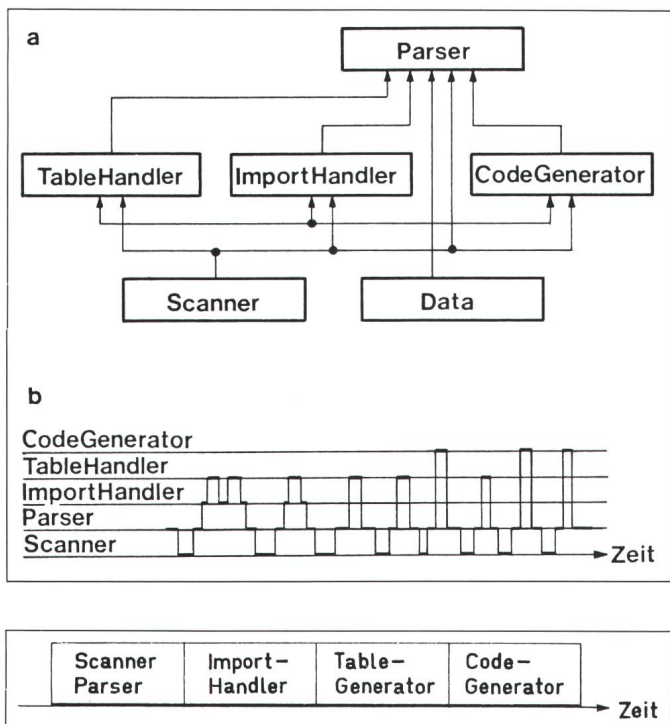 a
Parser
TableHandler
ImportHandler
CodeGenerator
Scanner
Data
b
CodeGenerator
TableHandler
ImportHandler
Parser
Scanner
Zeit
Scanner
Parser
Import-
Handler
Table-
Generator
Code-
Generator
Zeit